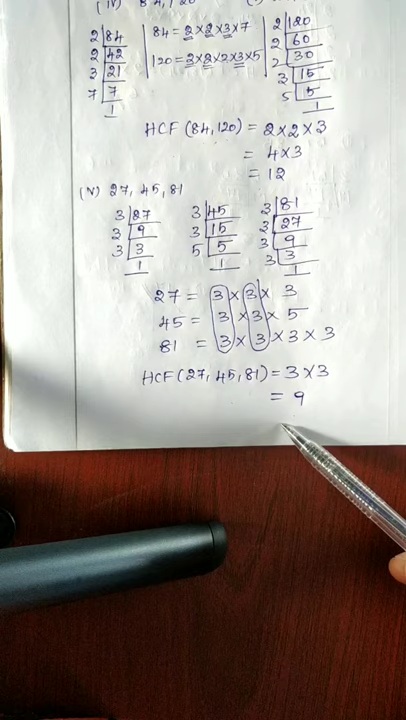 (iv) 84, 120
2 | 84
2 | 42
3 | 21
7 | 7
1
84 = 2×2×3×7
120 = 2×2×2×3×5
2 | 120
2 | 60
2 | 30
3 | 15
5 | 5
1
HCF (84, 120) = 2×2×3
= 4×3
= 12
(v) 27, 45, 81
3 | 27
3 | 9
3 | 3
1
3 | 45
3 | 15
5 | 5
1
3 | 81
3 | 27
3 | 9
3 | 3
1
27 = 3 × 3 × 3
45 = 3 × 3 × 5
81 = 3 × 3 × 3 × 3
HCF (27, 45, 81) = 3×3
= 9